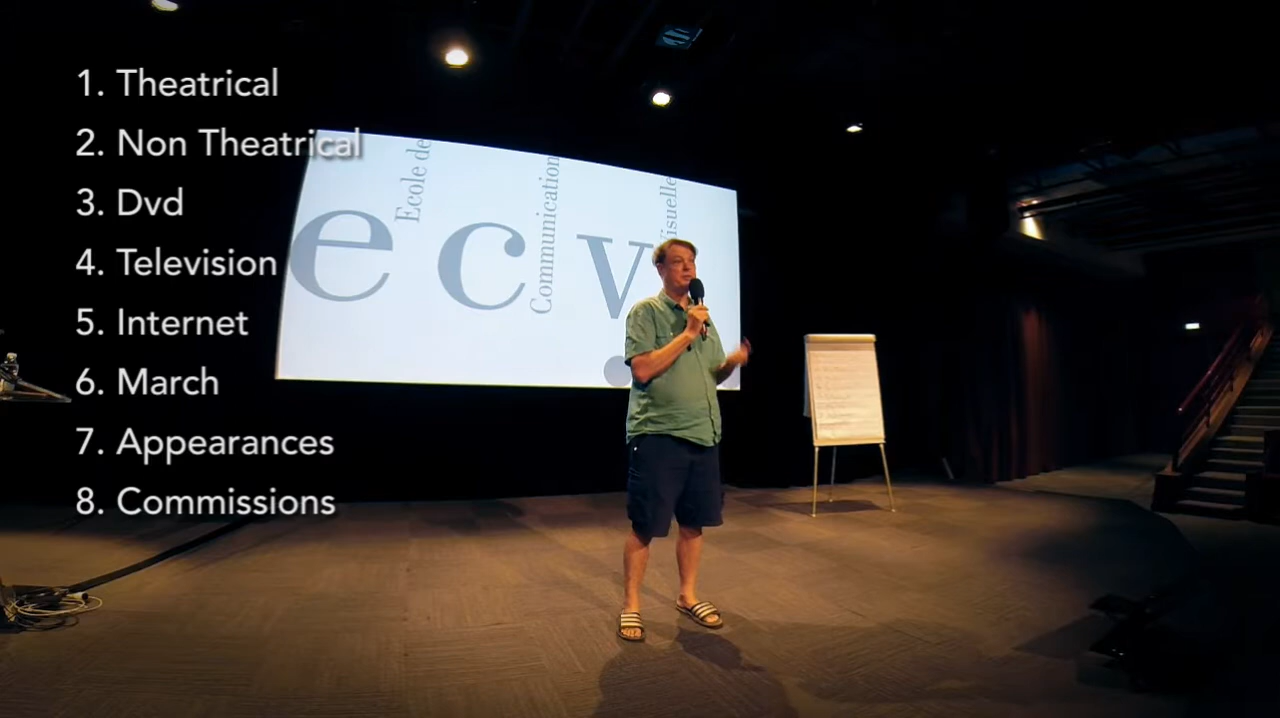 1. Theatrical
2. Non Theatrical
3. Dvd
4. Television
5. Internet
6. March
7. Appearances
8. Commissions
e c v
Ecole de
Communication
isuelle